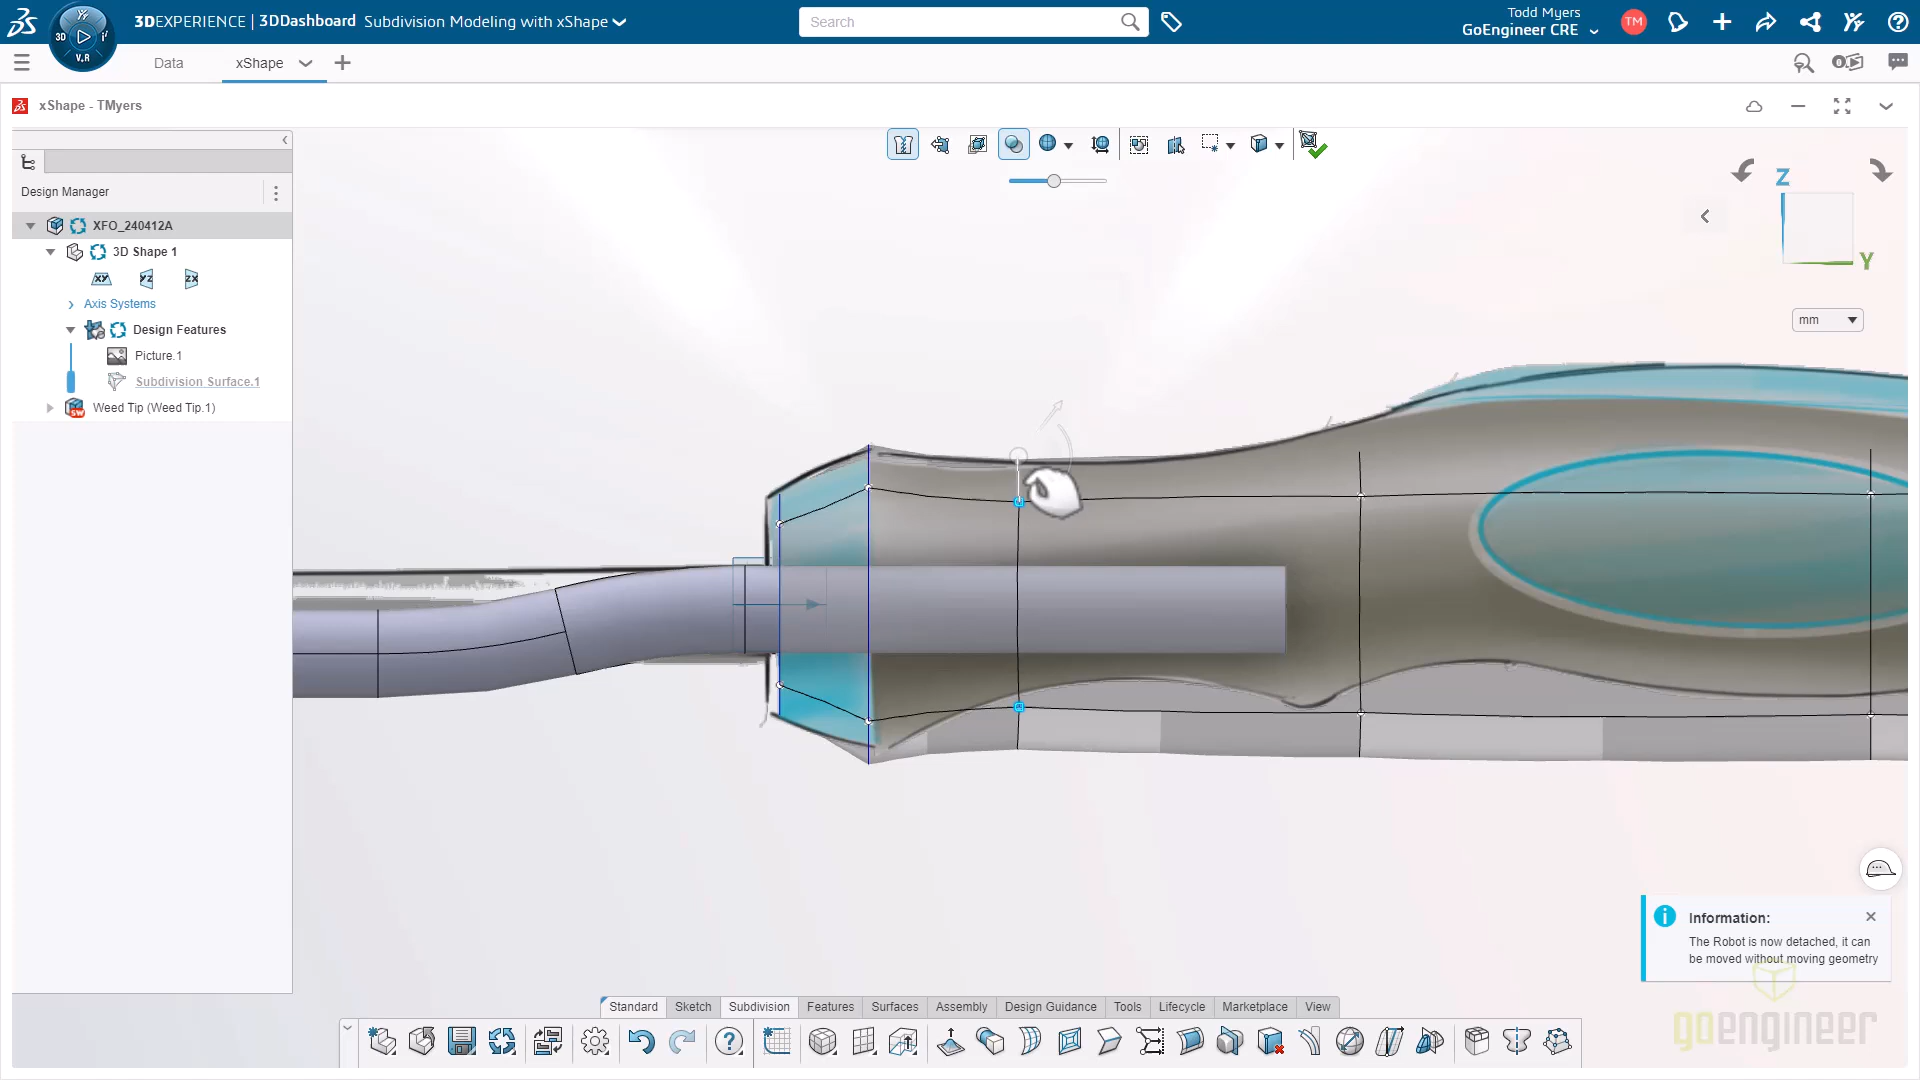 3DEXPERIENCE | 3DDashboard Subdivision Modeling with xShape
Search
Todd Myers
GoEngineer CRE
TM
3D
V.R
Data
xShape
xShape - TMyers
Design Manager
XFO_240412A
3D Shape 1
XY YZ ZX
Axis Systems
Design Features
Picture.1
Subdivision Surface.1
Weed Tip (Weed Tip.1)
Z
Y
mm
Information:
The Robot is now detached, it can
be moved without moving geometry
goengineer
Standard Sketch Subdivision Features Surfaces Assembly Design Guidance Tools Lifecycle Marketplace View